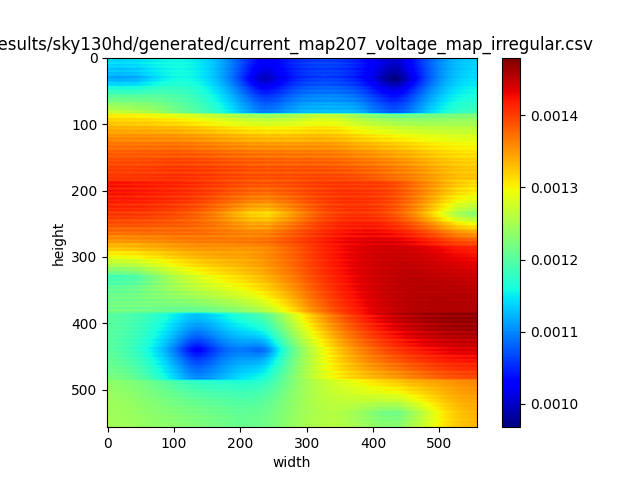 esults/sky130hd/generated/current_map207_voltage_map_irregular.csv
0
100
200
300
400
500
height
0 100 200 300 400 500
width
0.0014
0.0013
0.0012
0.0011
0.0010